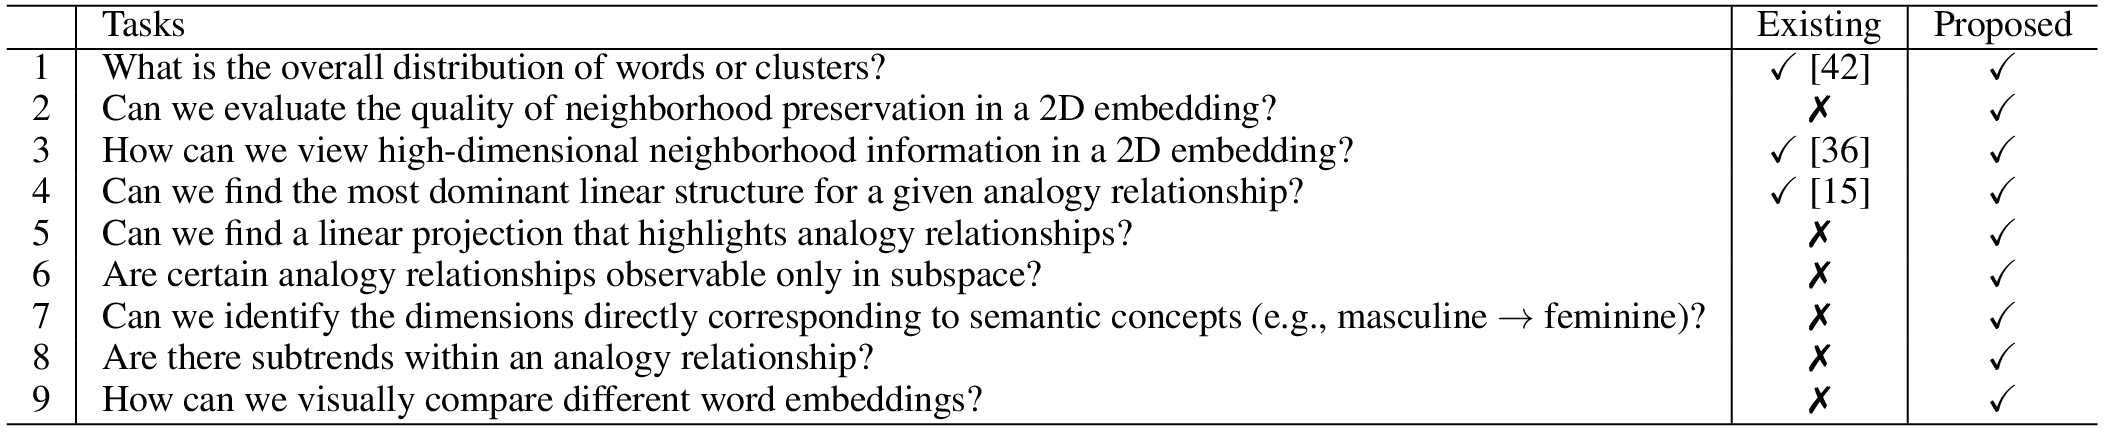 Tasks Existing Proposed
1 What is the overall distribution of words or clusters? ✓ [42] ✓
2 Can we evaluate the quality of neighborhood preservation in a 2D embedding? ✗ ✓
3 How can we view high-dimensional neighborhood information in a 2D embedding? ✓ [36] ✓
4 Can we find the most dominant linear structure for a given analogy relationship? ✓ [15] ✓
5 Can we find a linear projection that highlights analogy relationships? ✗ ✓
6 Are certain analogy relationships observable only in subspace? ✗ ✓
7 Can we identify the dimensions directly corresponding to semantic concepts (e.g., masculine → feminine)? ✗ ✓
8 Are there subtrends within an analogy relationship? ✗ ✓
9 How can we visually compare different word embeddings? ✗ ✓